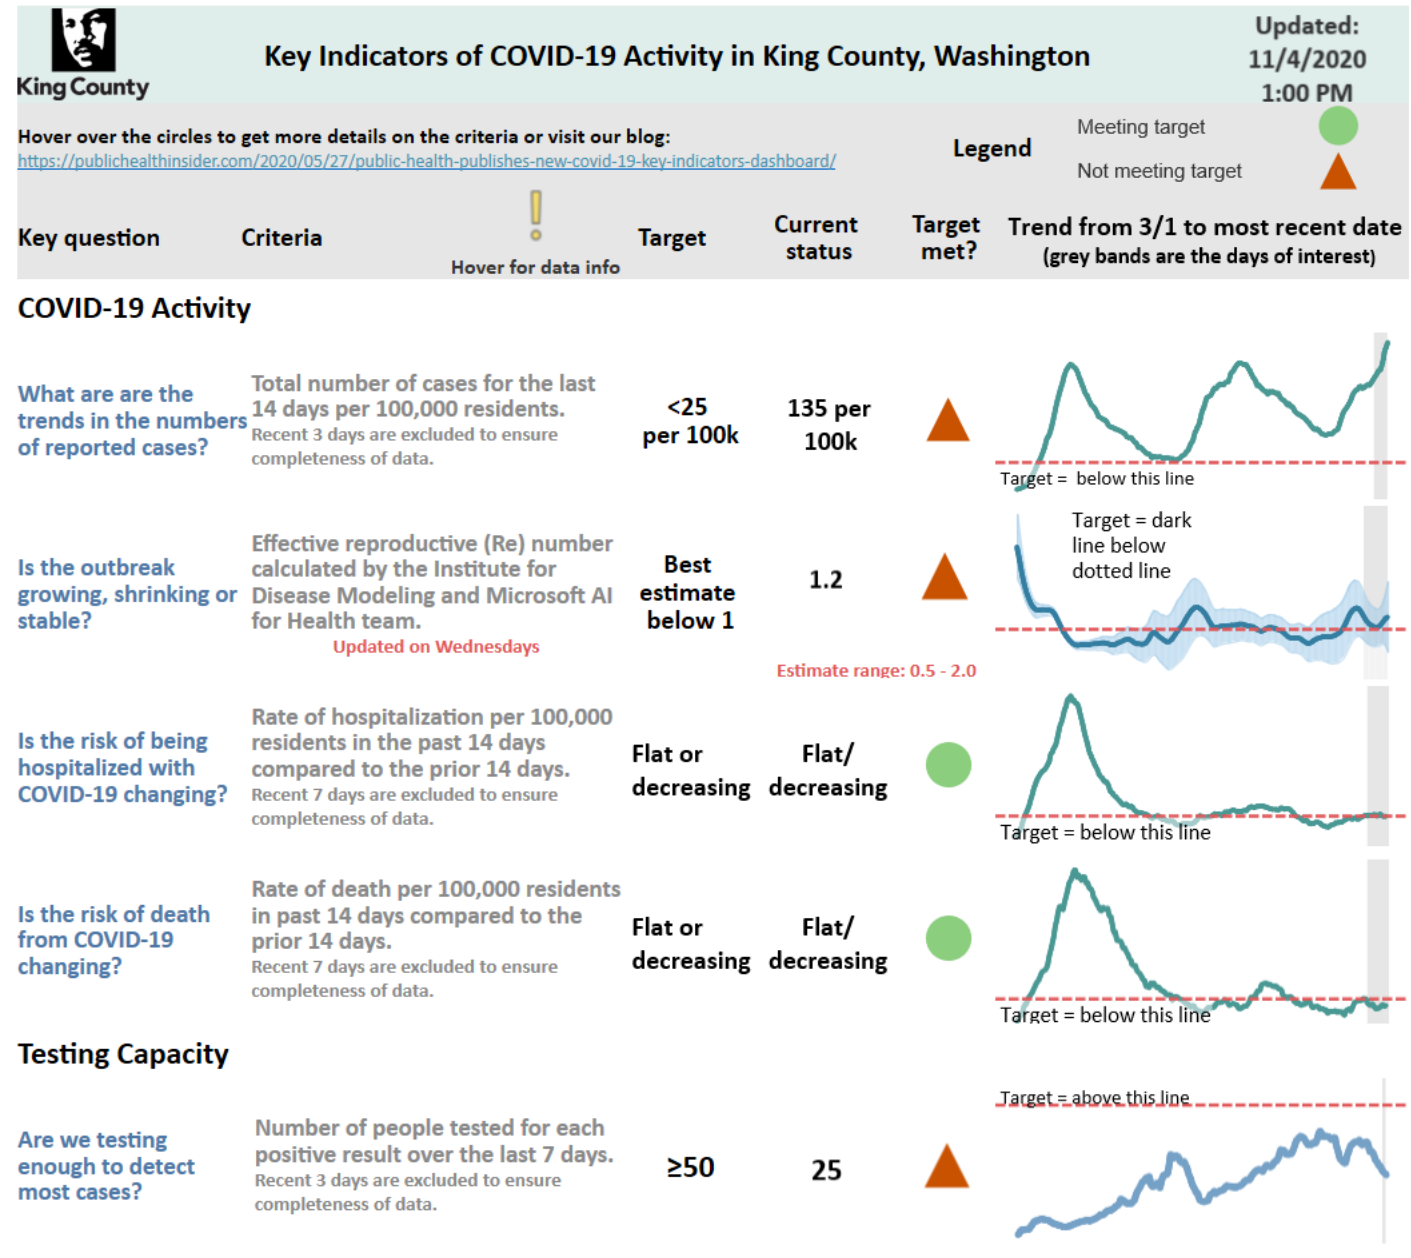 King County
Key Indicators of COVID-19 Activity in King County, Washington
Updated:
11/4/2020
1:00 PM
Hover over the circles to get more details on the criteria or visit our blog:
https://publichealthinsider.com/2020/05/27/public-health-publishes-new-covid-19-key-indicators-dashboard/
Legend
Meeting target
Not meeting target
Key question
Criteria
!
Hover for data info
Target
Current
status
Target
met?
Trend from 3/1 to most recent date
(grey bands are the days of interest)
COVID-19 Activity
What are are the
trends in the numbers
of reported cases?
Total number of cases for the last
14 days per 100,000 residents.
Recent 3 days are excluded to ensure
completeness of data.
<25
per 100k
135 per
100k
Target = below this line
Is the outbreak
growing, shrinking or
stable?
Effective reproductive (Re) number
calculated by the Institute for
Disease Modeling and Microsoft AI
for Health team.
Updated on Wednesdays
Best
estimate
below 1
1.2
Estimate range: 0.5 - 2.0
Target = dark
line below
dotted line
Is the risk of being
hospitalized with
COVID-19 changing?
Rate of hospitalization per 100,000
residents in the past 14 days
compared to the prior 14 days.
Recent 7 days are excluded to ensure
completeness of data.
Flat or
decreasing
Flat/
decreasing
Target = below this line
Is the risk of death
from COVID-19
changing?
Rate of death per 100,000 residents
in past 14 days compared to the
prior 14 days.
Recent 7 days are excluded to ensure
completeness of data.
Flat or
decreasing
Flat/
decreasing
Target = below this line
Testing Capacity
Are we testing
enough to detect
most cases?
Number of people tested for each
positive result over the last 7 days.
Recent 3 days are excluded to ensure
completeness of data.
≥50
25
Target = above this line